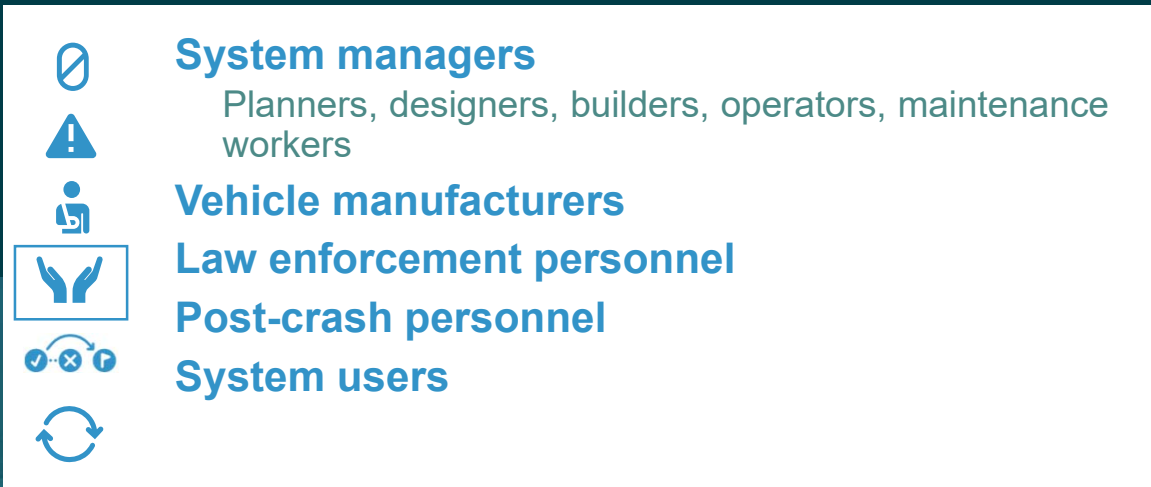 System managers
Planners, designers, builders, operators, maintenance
workers
Vehicle manufacturers
Law enforcement personnel
Post-crash personnel
System users